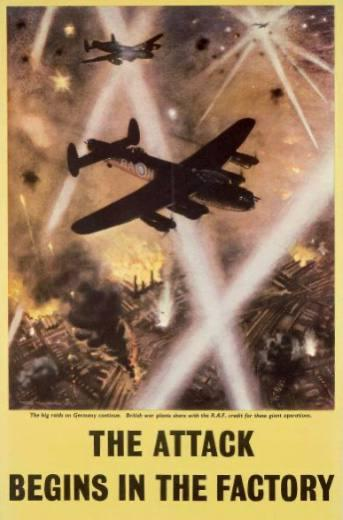 The big raids on Germany continue. British war plants share with the R.A.F. credit for these giant operations.
THE ATTACK
BEGINS IN THE FACTORY